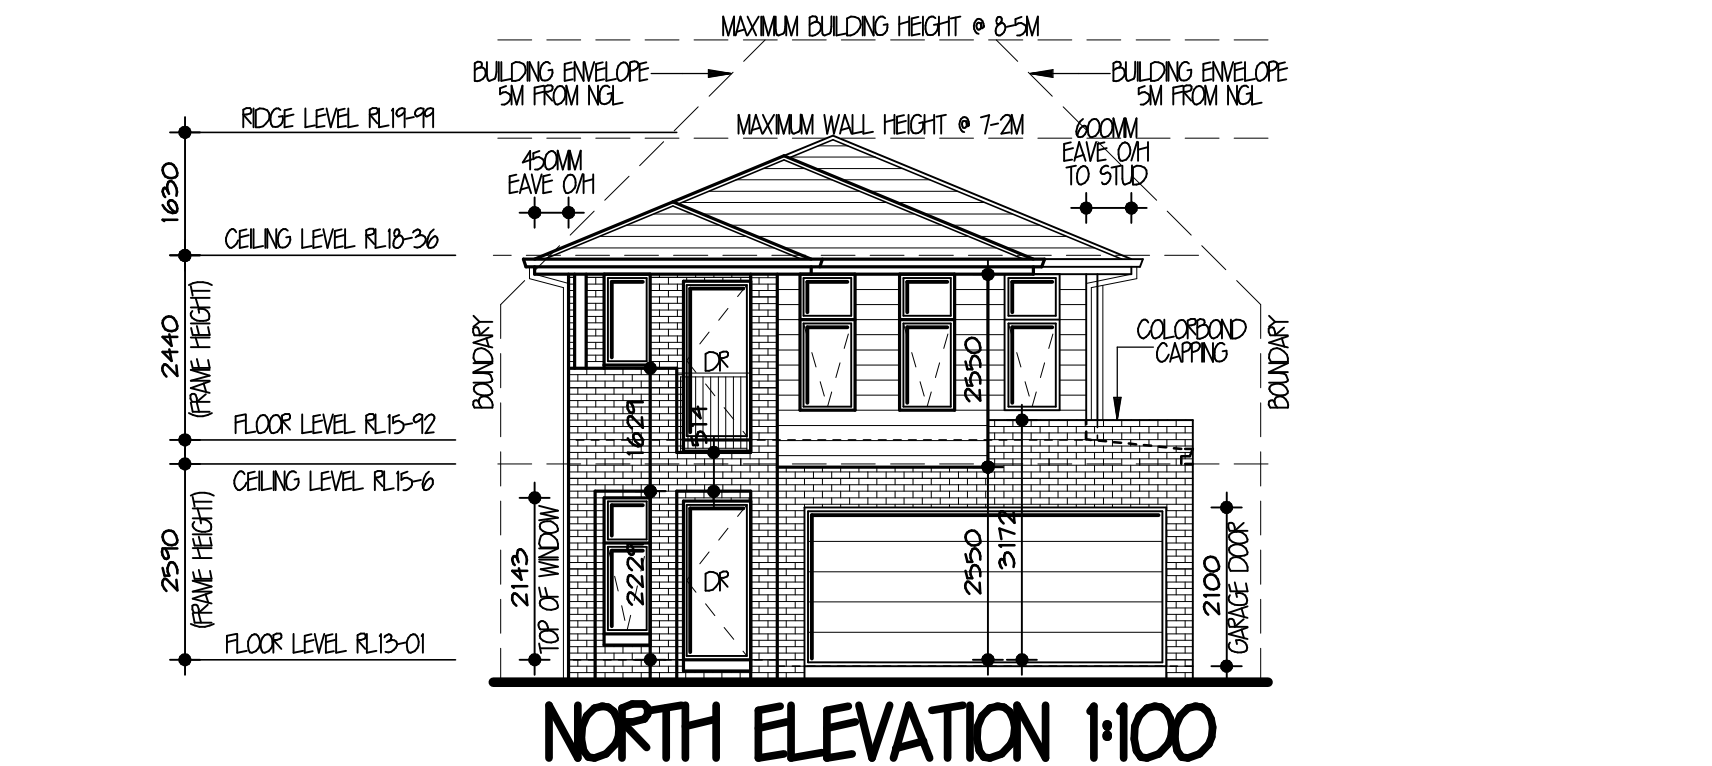 MAXIMUM BUILDING HEIGHT @ 8-5M
BUILDING ENVELOPE
5M FROM NGL
BUILDING ENVELOPE
5M FROM NGL
RIDGE LEVEL RL19-99
MAXIMUM WALL HEIGHT @ 7-2M
600MM
EAVE O/H
TO STUD
450MM
EAVE O/H
1630
CEILING LEVEL RL18-36
2440
(FRAME HEIGHT)
BOUNDARY
DR
2550
COLORBOND
CAPPING
BOUNDARY
FLOOR LEVEL RL15-92
1629
514
CEILING LEVEL RL15-6
2590
(FRAME HEIGHT)
2143
TOP OF WINDOW
2229
DR
2550
3172
2100
GARAGE DOOR
FLOOR LEVEL RL13-01
NORTH ELEVATION 1:100